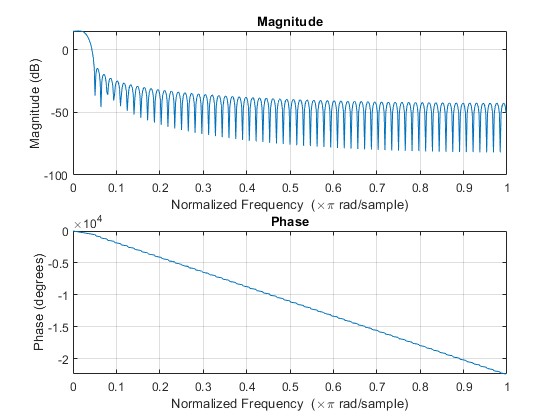 Magnitude
0
-50
-100
Magnitude (dB)
0 0.1 0.2 0.3 0.4 0.5 0.6 0.7 0.8 0.9 1
Normalized Frequency (×π rad/sample)
Phase
×10⁴
0
-0.5
-1
-1.5
-2
Phase (degrees)
0 0.1 0.2 0.3 0.4 0.5 0.6 0.7 0.8 0.9 1
Normalized Frequency (×π rad/sample)